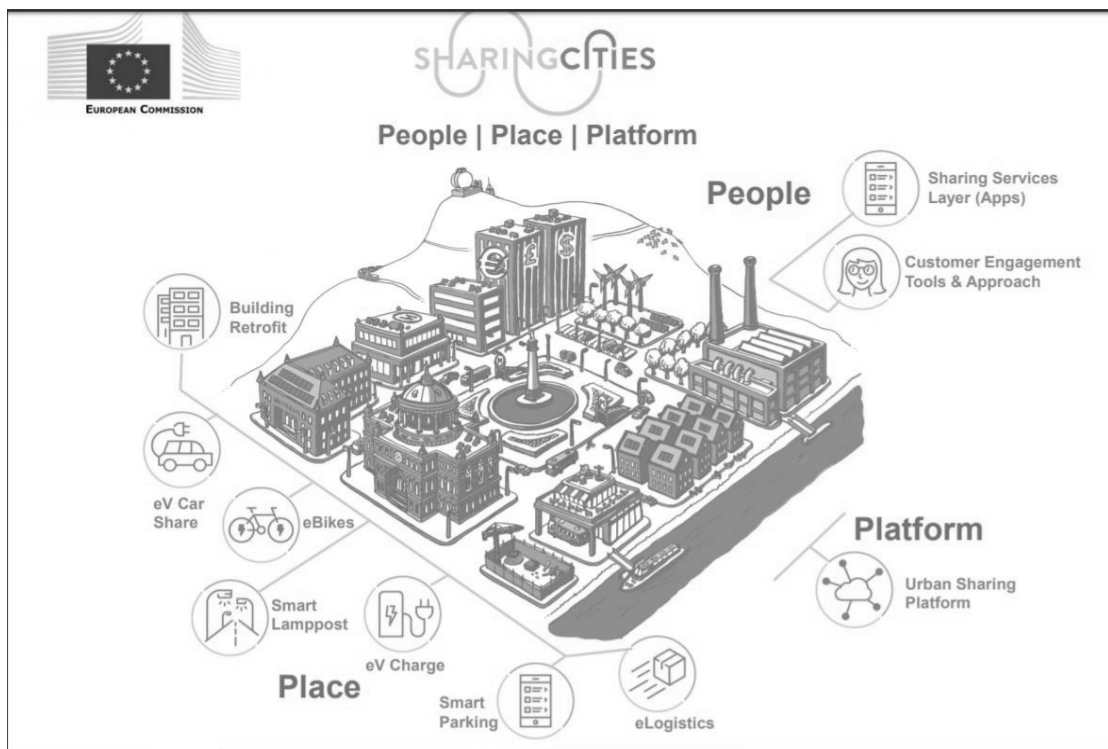 EUROPEAN COMMISSION
SHARINGCITIES
People | Place | Platform
People
Sharing Services
Layer (Apps)
Customer Engagement
Tools & Approach
Building
Retrofit
€
£
$
eV Car
Share
eBikes
Smart
Lamppost
eV Charge
Place
Smart
Parking
eLogistics
Platform
Urban Sharing
Platform